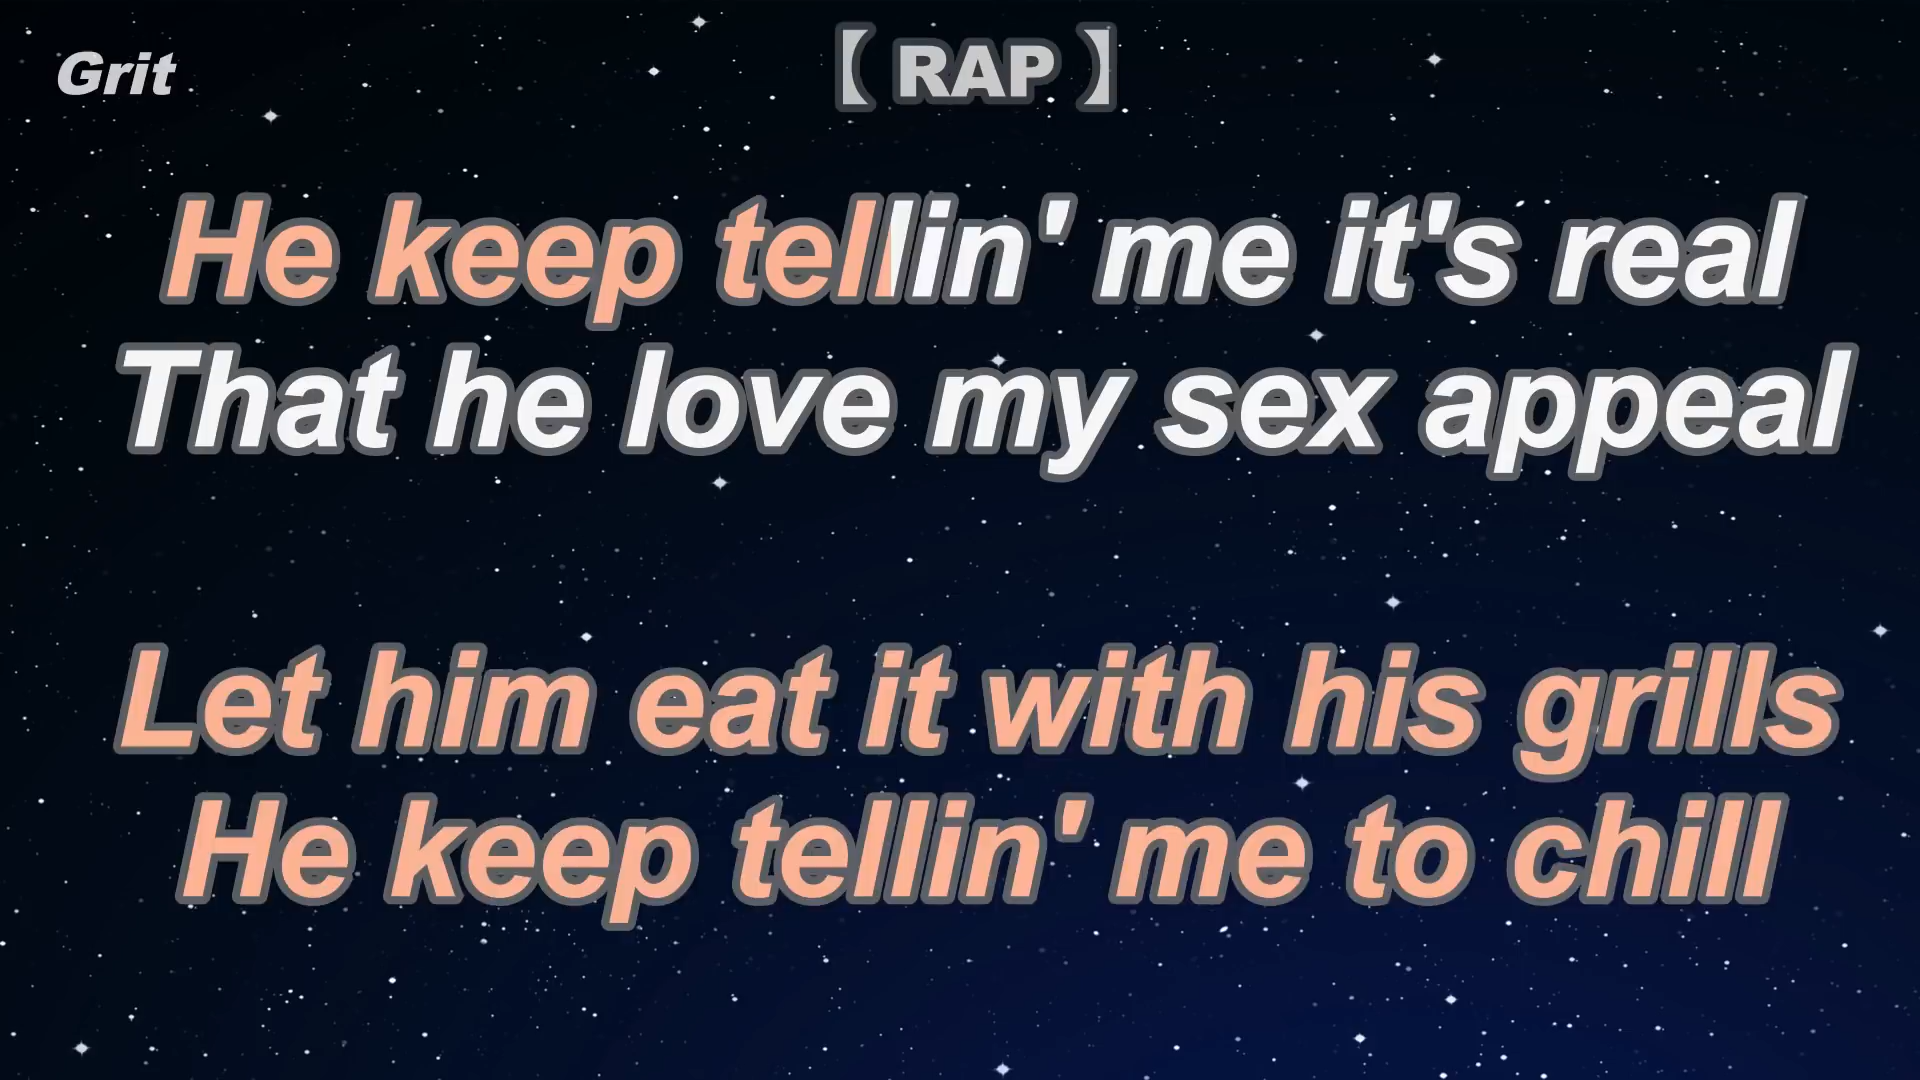 Grit
【 RAP 】
He keep tellin' me it's real
That he love my sex appeal
Let him eat it with his grills
He keep tellin' me to chill